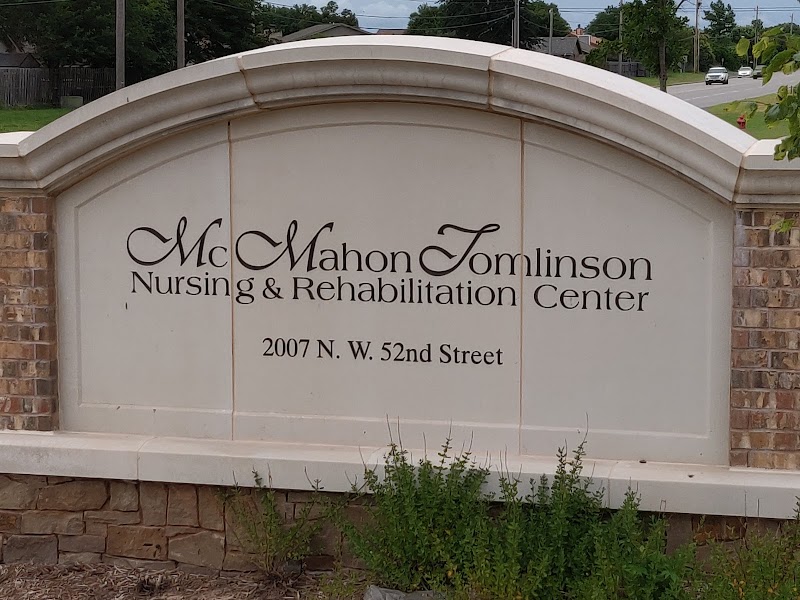 McMahon Tomlinson
Nursing & Rehabilitation Center
2007 N. W. 52nd Street